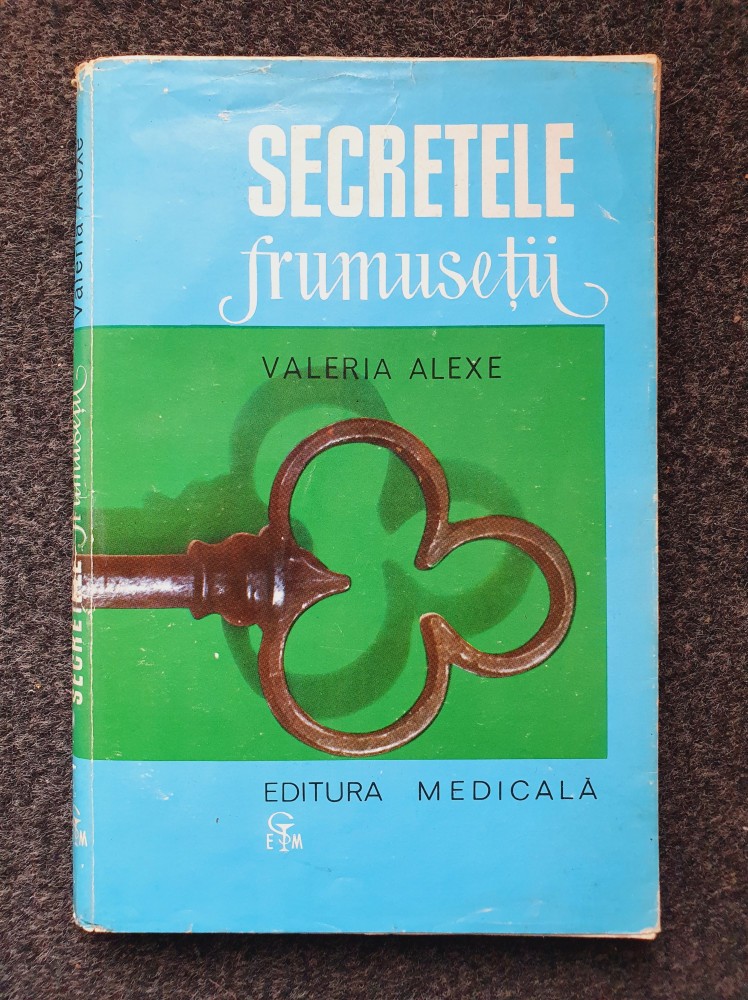 SECRETELE
frumuseții
VALERIA ALEXE
EDITURA MEDICALĂ
E P M
Valeria Alexe
SECRETELE frumuseții